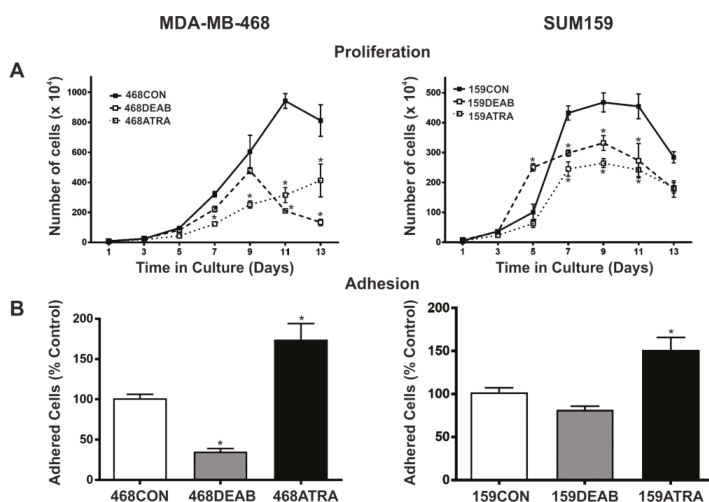 MDA-MB-468 SUM159
Proliferation
A
468CON
468DEAB
468ATRA
Number of cells (x 10⁴)
1000
800
600
400
200
0
* * * * * *
1 3 5 7 9 11 13
Time in Culture (Days)
159CON
159DEAB
159ATRA
Number of cells (x 10⁴)
600
500
400
300
200
100
0
* * * * * * *
1 3 5 7 9 11 13
Time in Culture (Days)
Adhesion
B
Adhered Cells (% Control)
200
150
100
50
0
* *
468CON 468DEAB 468ATRA
Adhered Cells (% Control)
200
150
100
50
0
*
159CON 159DEAB 159ATRA